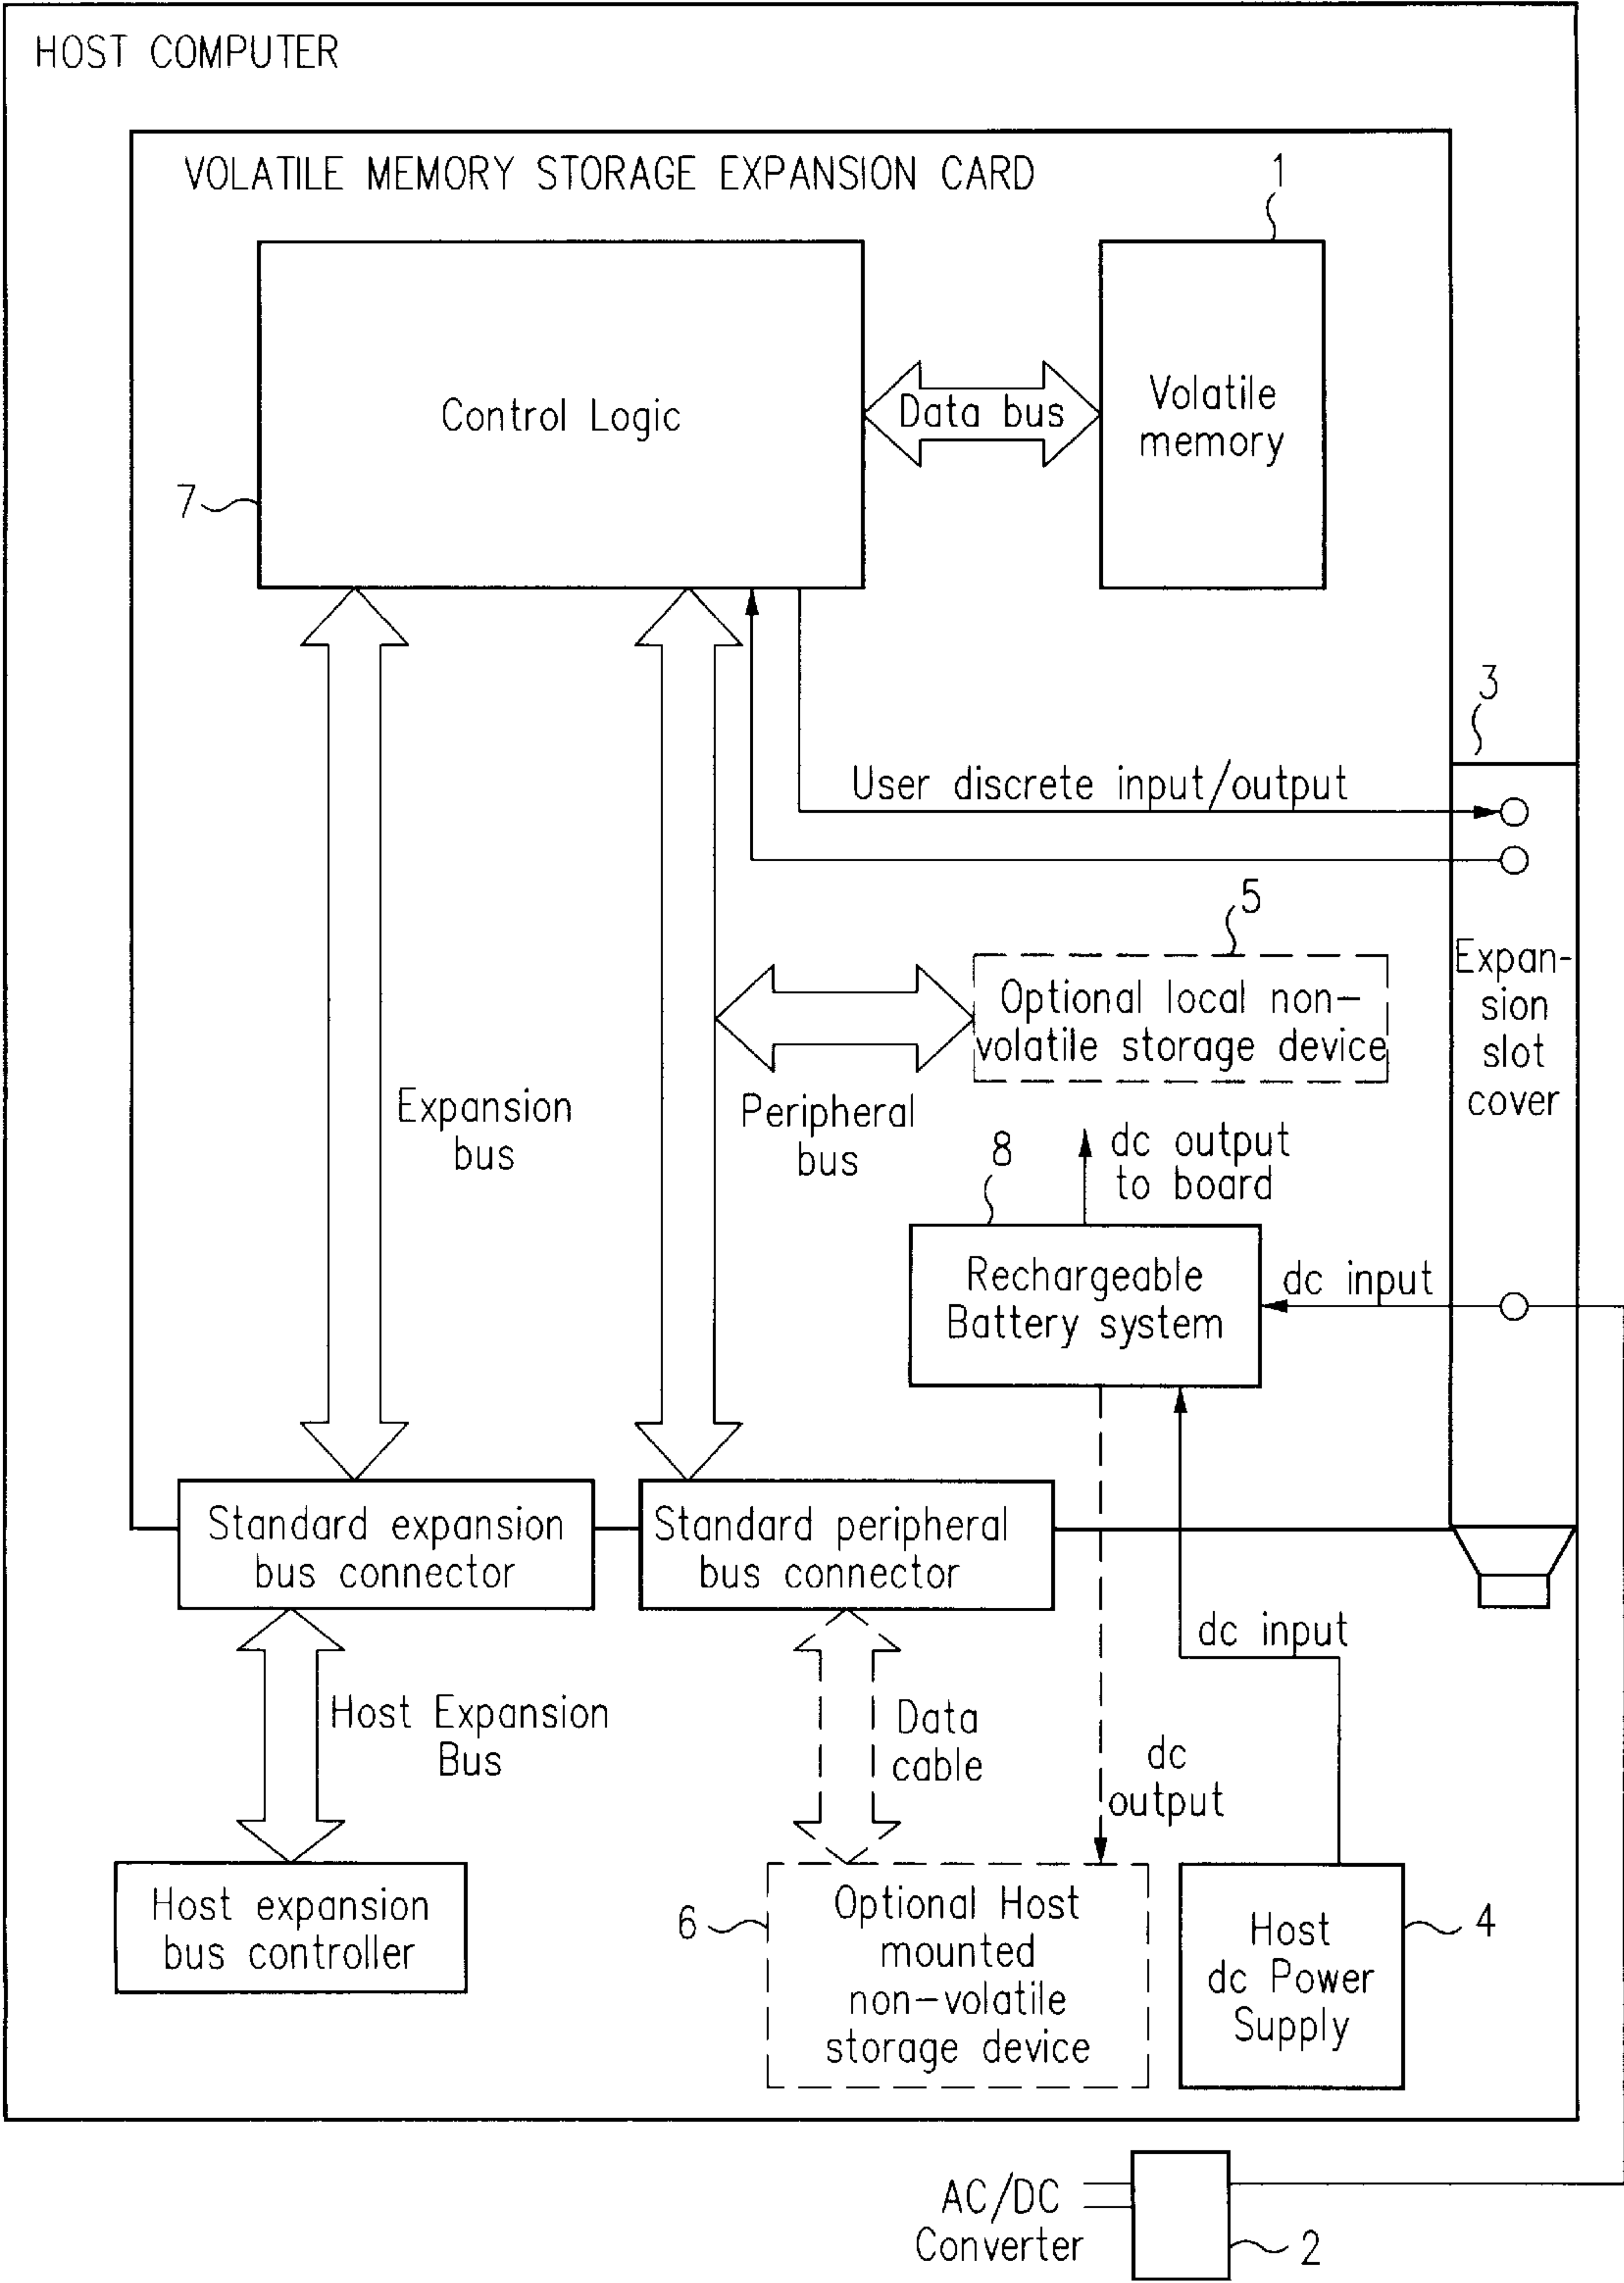 HOST COMPUTER
VOLATILE MEMORY STORAGE EXPANSION CARD
1
Control Logic
Data bus
Volatile
memory
7
3
User discrete input/output
5
Optional local non-
volatile storage device
Expan-
sion
slot
cover
Expansion
bus
Peripheral
bus
8
dc output
to board
Rechargeable
Battery system
dc input
Standard expansion
bus connector
Standard peripheral
bus connector
dc input
Host Expansion
Bus
Data
cable
dc
output
Host expansion
bus controller
6
Optional Host
mounted
non-volatile
storage device
Host
dc Power
Supply
4
AC/DC
Converter
2